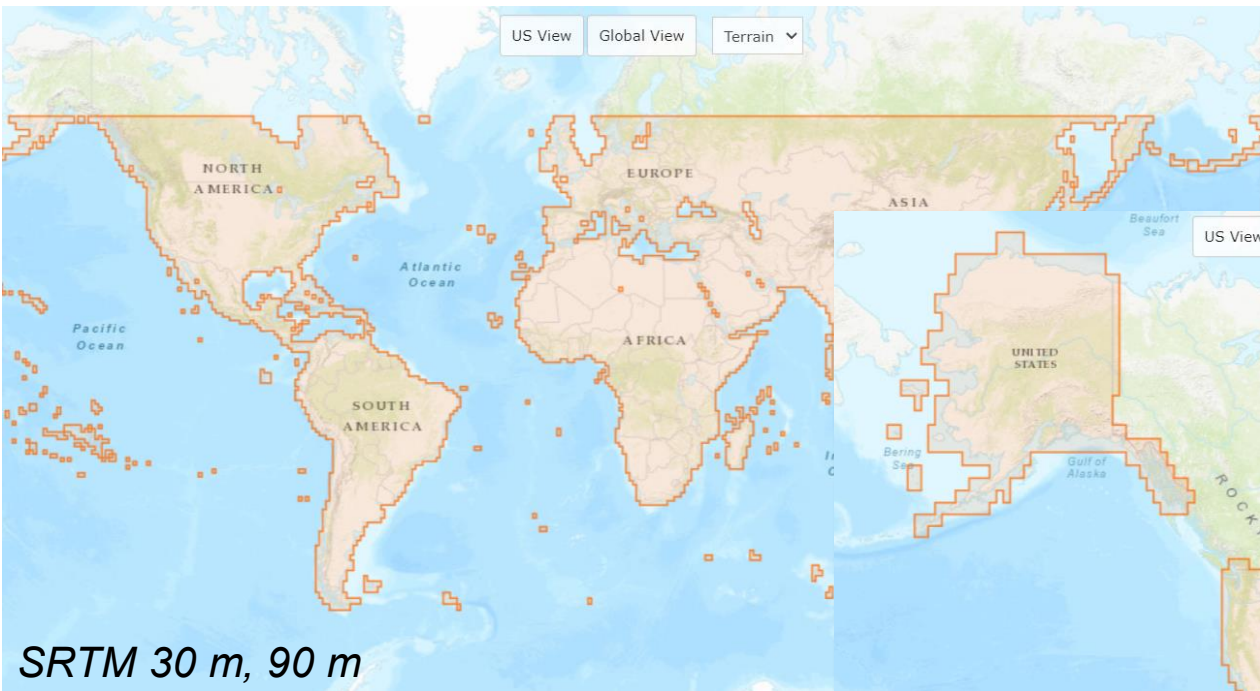 US View
Global View
Terrain
NORTH
AMERICA
EUROPE
ASIA
Beaufort
Sea
US View
Atlantic
Ocean
Pacific
Ocean
AFRICA
UNITED
STATES
SOUTH
AMERICA
Bering
Sea
Gulf of
Alaska
ROCK
SRTM 30 m, 90 m